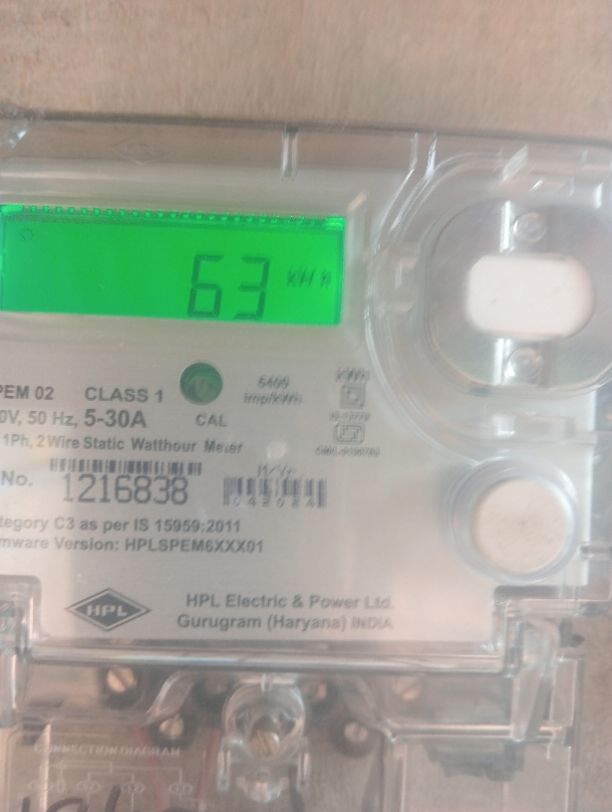 63 kWh
PEM 02 CLASS 1
0V, 50 Hz, 5-30A CAL
imp/kWh
1Ph, 2 Wire Static Watthour Meter
No. 1216838
M/Yr
tegory C3 as per IS 15959:2011
mware Version: HPLSPEM6XXX01
HPL
HPL Electric & Power Ltd.
Gurugram (Haryana) INDIA
CONNECTION DIAGRAM